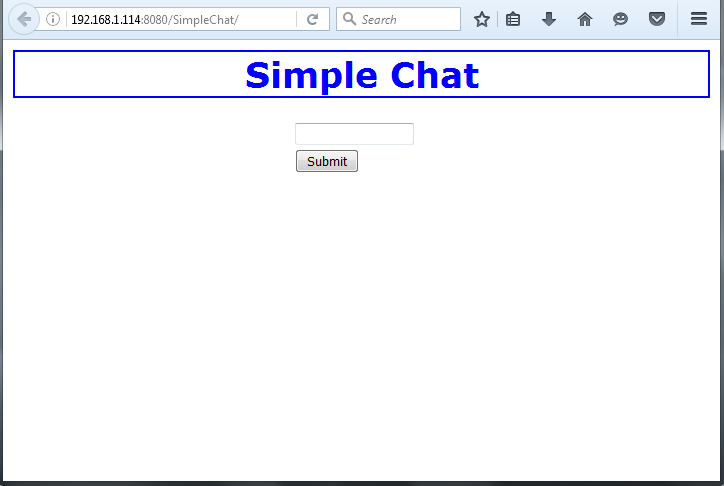 192.168.1.114:8080/SimpleChat/ Search
Simple Chat
Submit